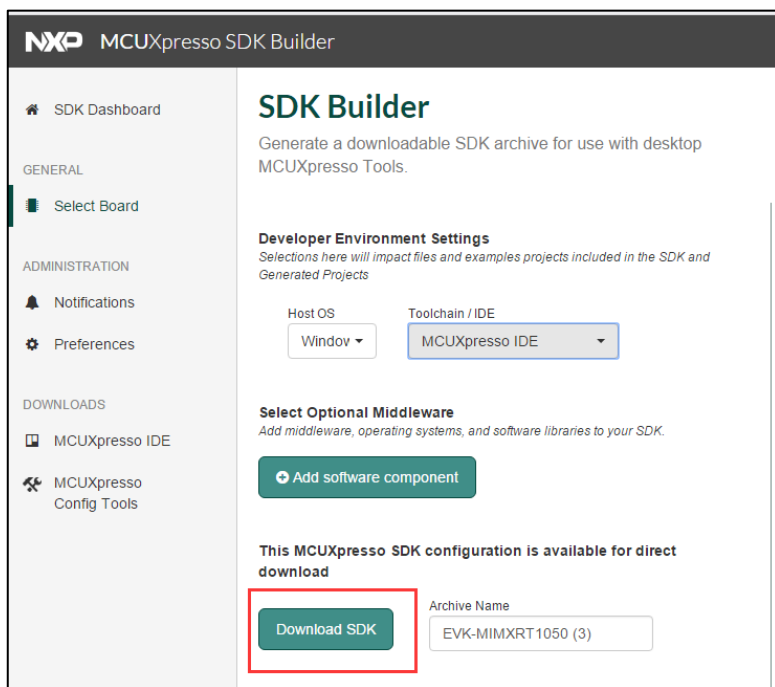 NXP MCUXpresso SDK Builder
SDK Dashboard
GENERAL
Select Board
ADMINISTRATION
Notifications
Preferences
DOWNLOADS
MCUXpresso IDE
MCUXpresso
Config Tools
SDK Builder
Generate a downloadable SDK archive for use with desktop
MCUXpresso Tools.
Developer Environment Settings
Selections here will impact files and examples projects included in the SDK and
Generated Projects
Host OS
Toolchain / IDE
Window
MCUXpresso IDE
Select Optional Middleware
Add middleware, operating systems, and software libraries to your SDK.
Add software component
This MCUXpresso SDK configuration is available for direct
download
Download SDK
Archive Name
EVK-MIMXRT1050 (3)